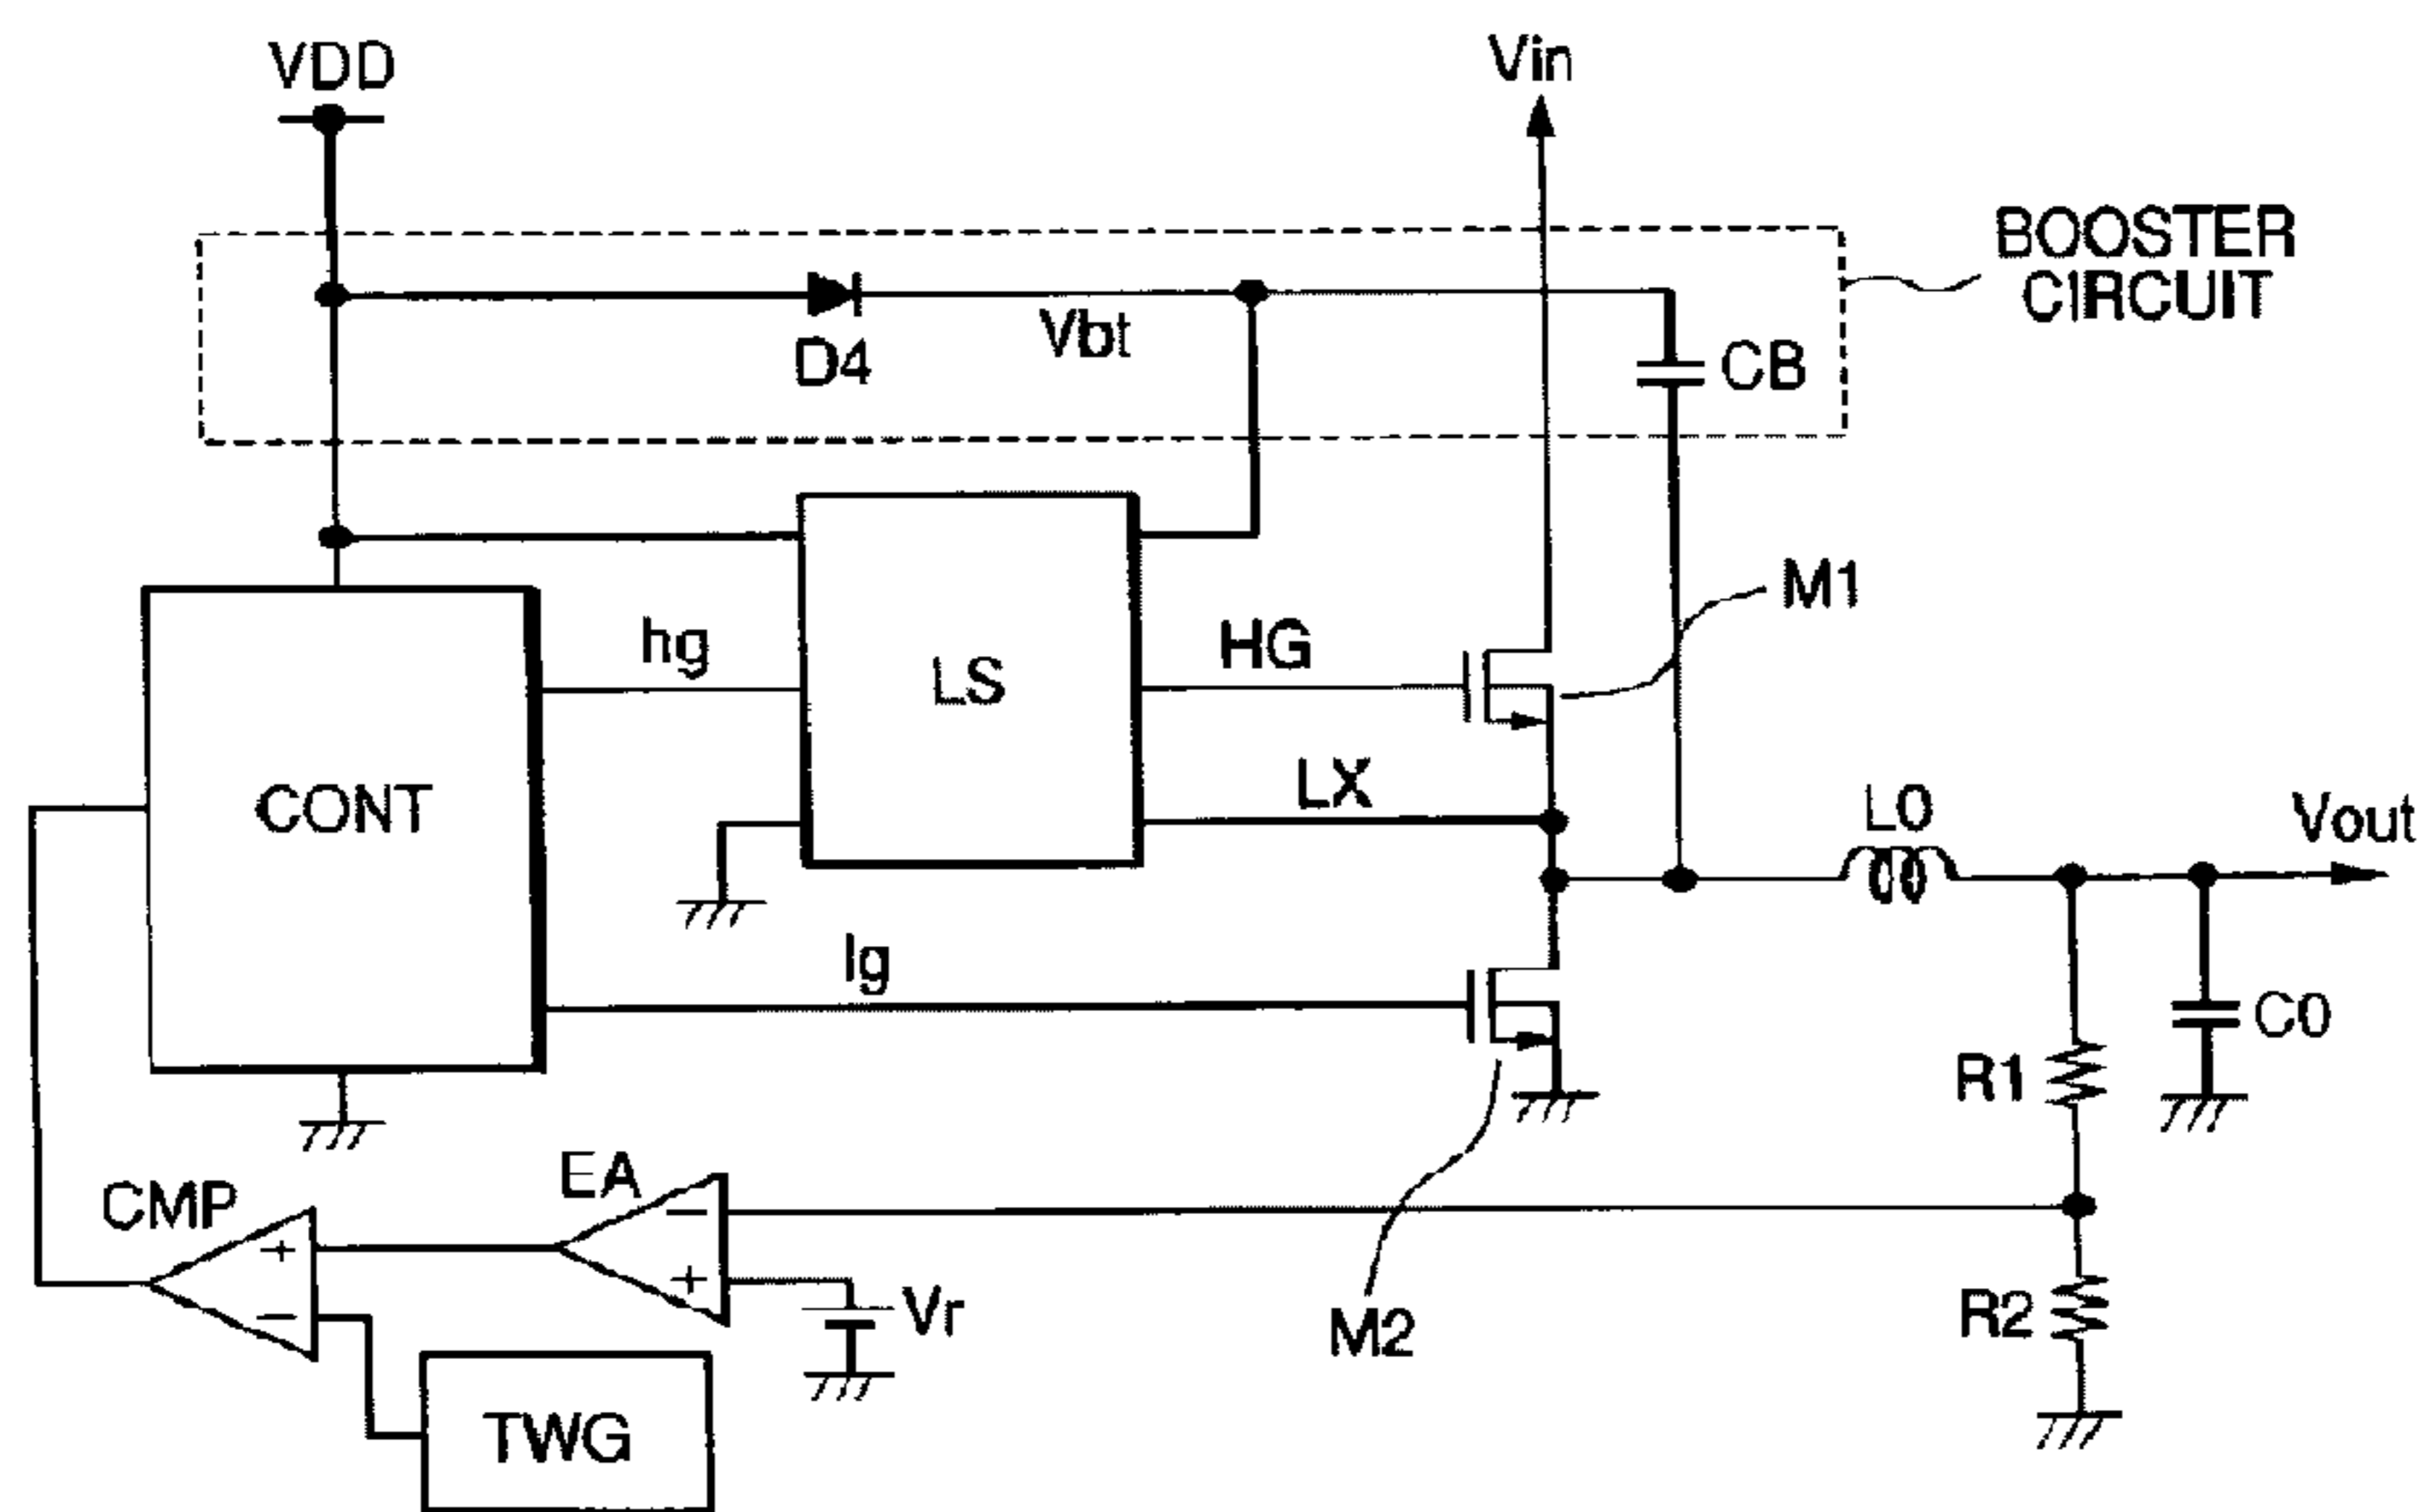 VDD
Vin
BOOSTER
CIRCUIT
Vbt
D4
CB
M1
hg
HG
LS
LX
CONT
L0
Vout
lg
C0
R1
EA
CMP
+
−
−
+
Vr
M2
R2
TWG